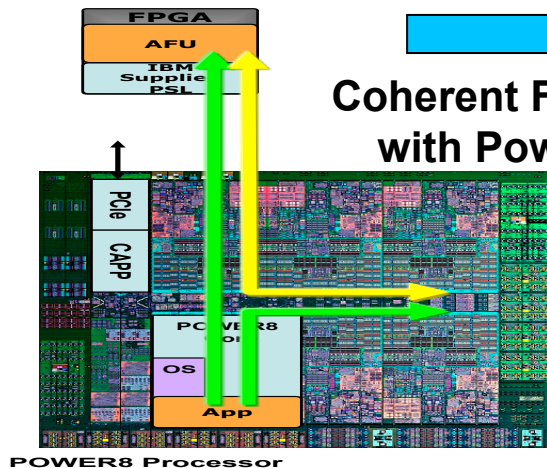 FPGA
AFU
IBM
Supplie
PSL
Coherent F
with Pow
PCIe
CAPP
POWER8
OS
App
POWER8 Processor